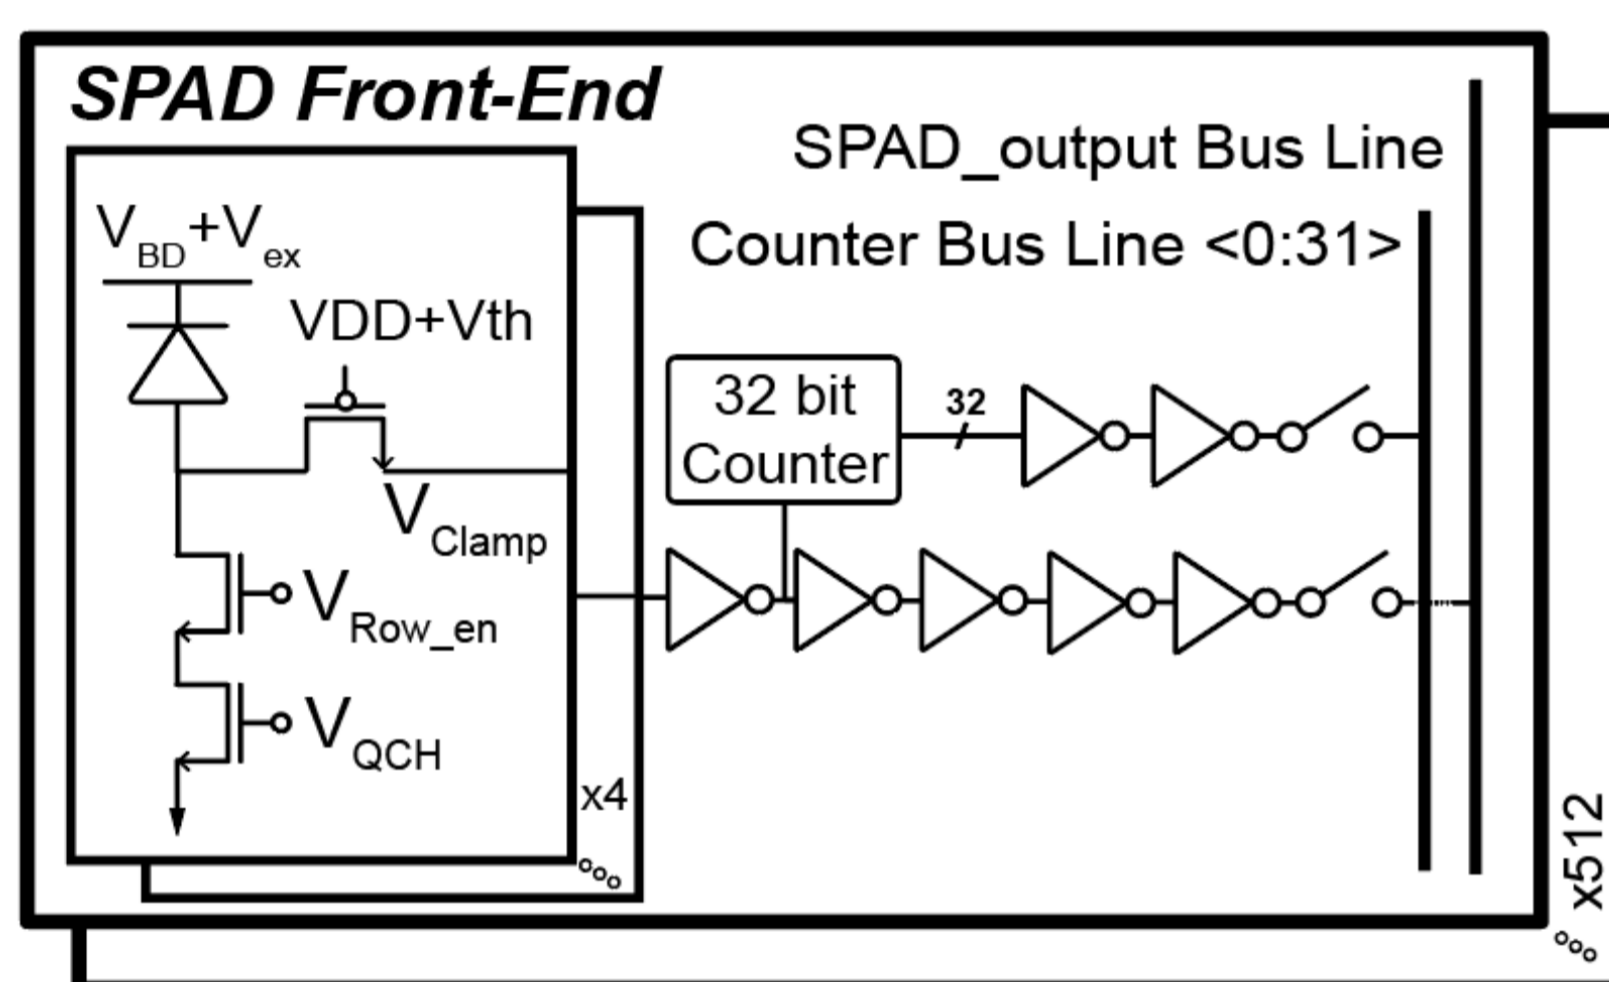 SPAD Front-End
SPAD_output Bus Line
Counter Bus Line <0:31>
VBD+Vex
VDD+Vth
VClamp
VRow_en
VQCH
x4
32 bit
Counter
32
x512